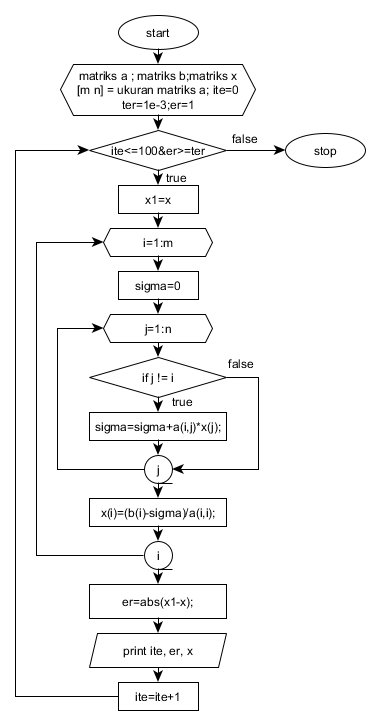 start
matriks a ; matriks b;matriks x
[m n] = ukuran matriks a; ite=0
ter=1e-3;er=1
ite<=100&er>=ter
false
stop
true
x1=x
i=1:m
sigma=0
j=1:n
if j != i
false
true
sigma=sigma+a(i,j)*x(j);
j
x(i)=(b(i)-sigma)/a(i,i);
i
er=abs(x1-x);
print ite, er, x
ite=ite+1